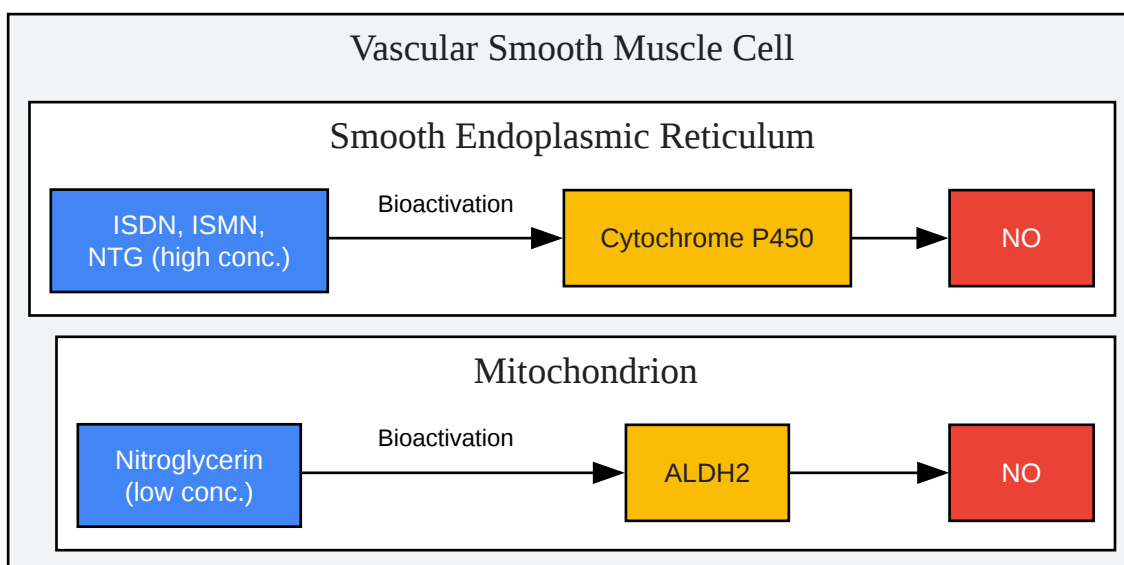 Vascular Smooth Muscle Cell
Smooth Endoplasmic Reticulum
ISDN, ISMN,
NTG (high conc.)
Bioactivation
Cytochrome P450
NO
Mitochondrion
Nitroglycerin
(low conc.)
Bioactivation
ALDH2
NO